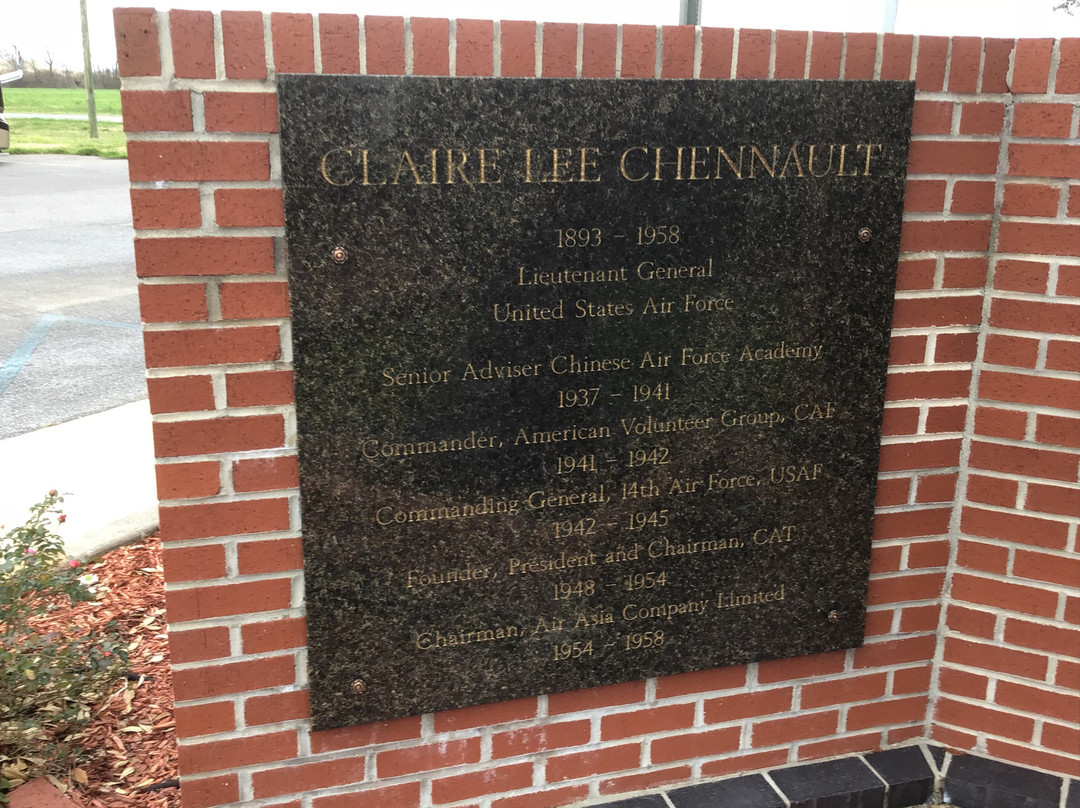 CLAIRE LEE CHENNAULT
1893 – 1958
Lieutenant General
United States Air Force
Senior Adviser Chinese Air Force Academy
1937 – 1941
Commander, American Volunteer Group, CAF
1941 – 1942
Commanding General, 14th Air Force, USAF
1942 – 1945
Founder, President and Chairman, CAT
1948 – 1954
Chairman, Air Asia Company Limited
1954 – 1958